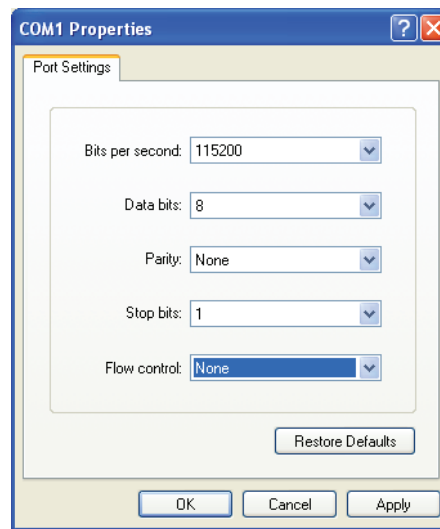 COM1 Properties
Port Settings
Bits per second: 115200
Data bits: 8
Parity: None
Stop bits: 1
Flow control: None
Restore Defaults
OK Cancel Apply